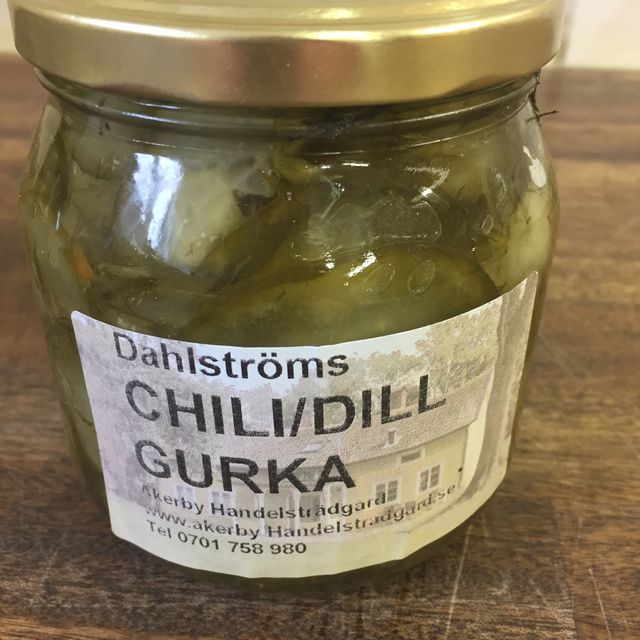 Dahlströms
CHILI/DILL
GURKA
Åkerby Handelsträdgård
www.akerby Handelstradgard.se
Tel 0701 758 980